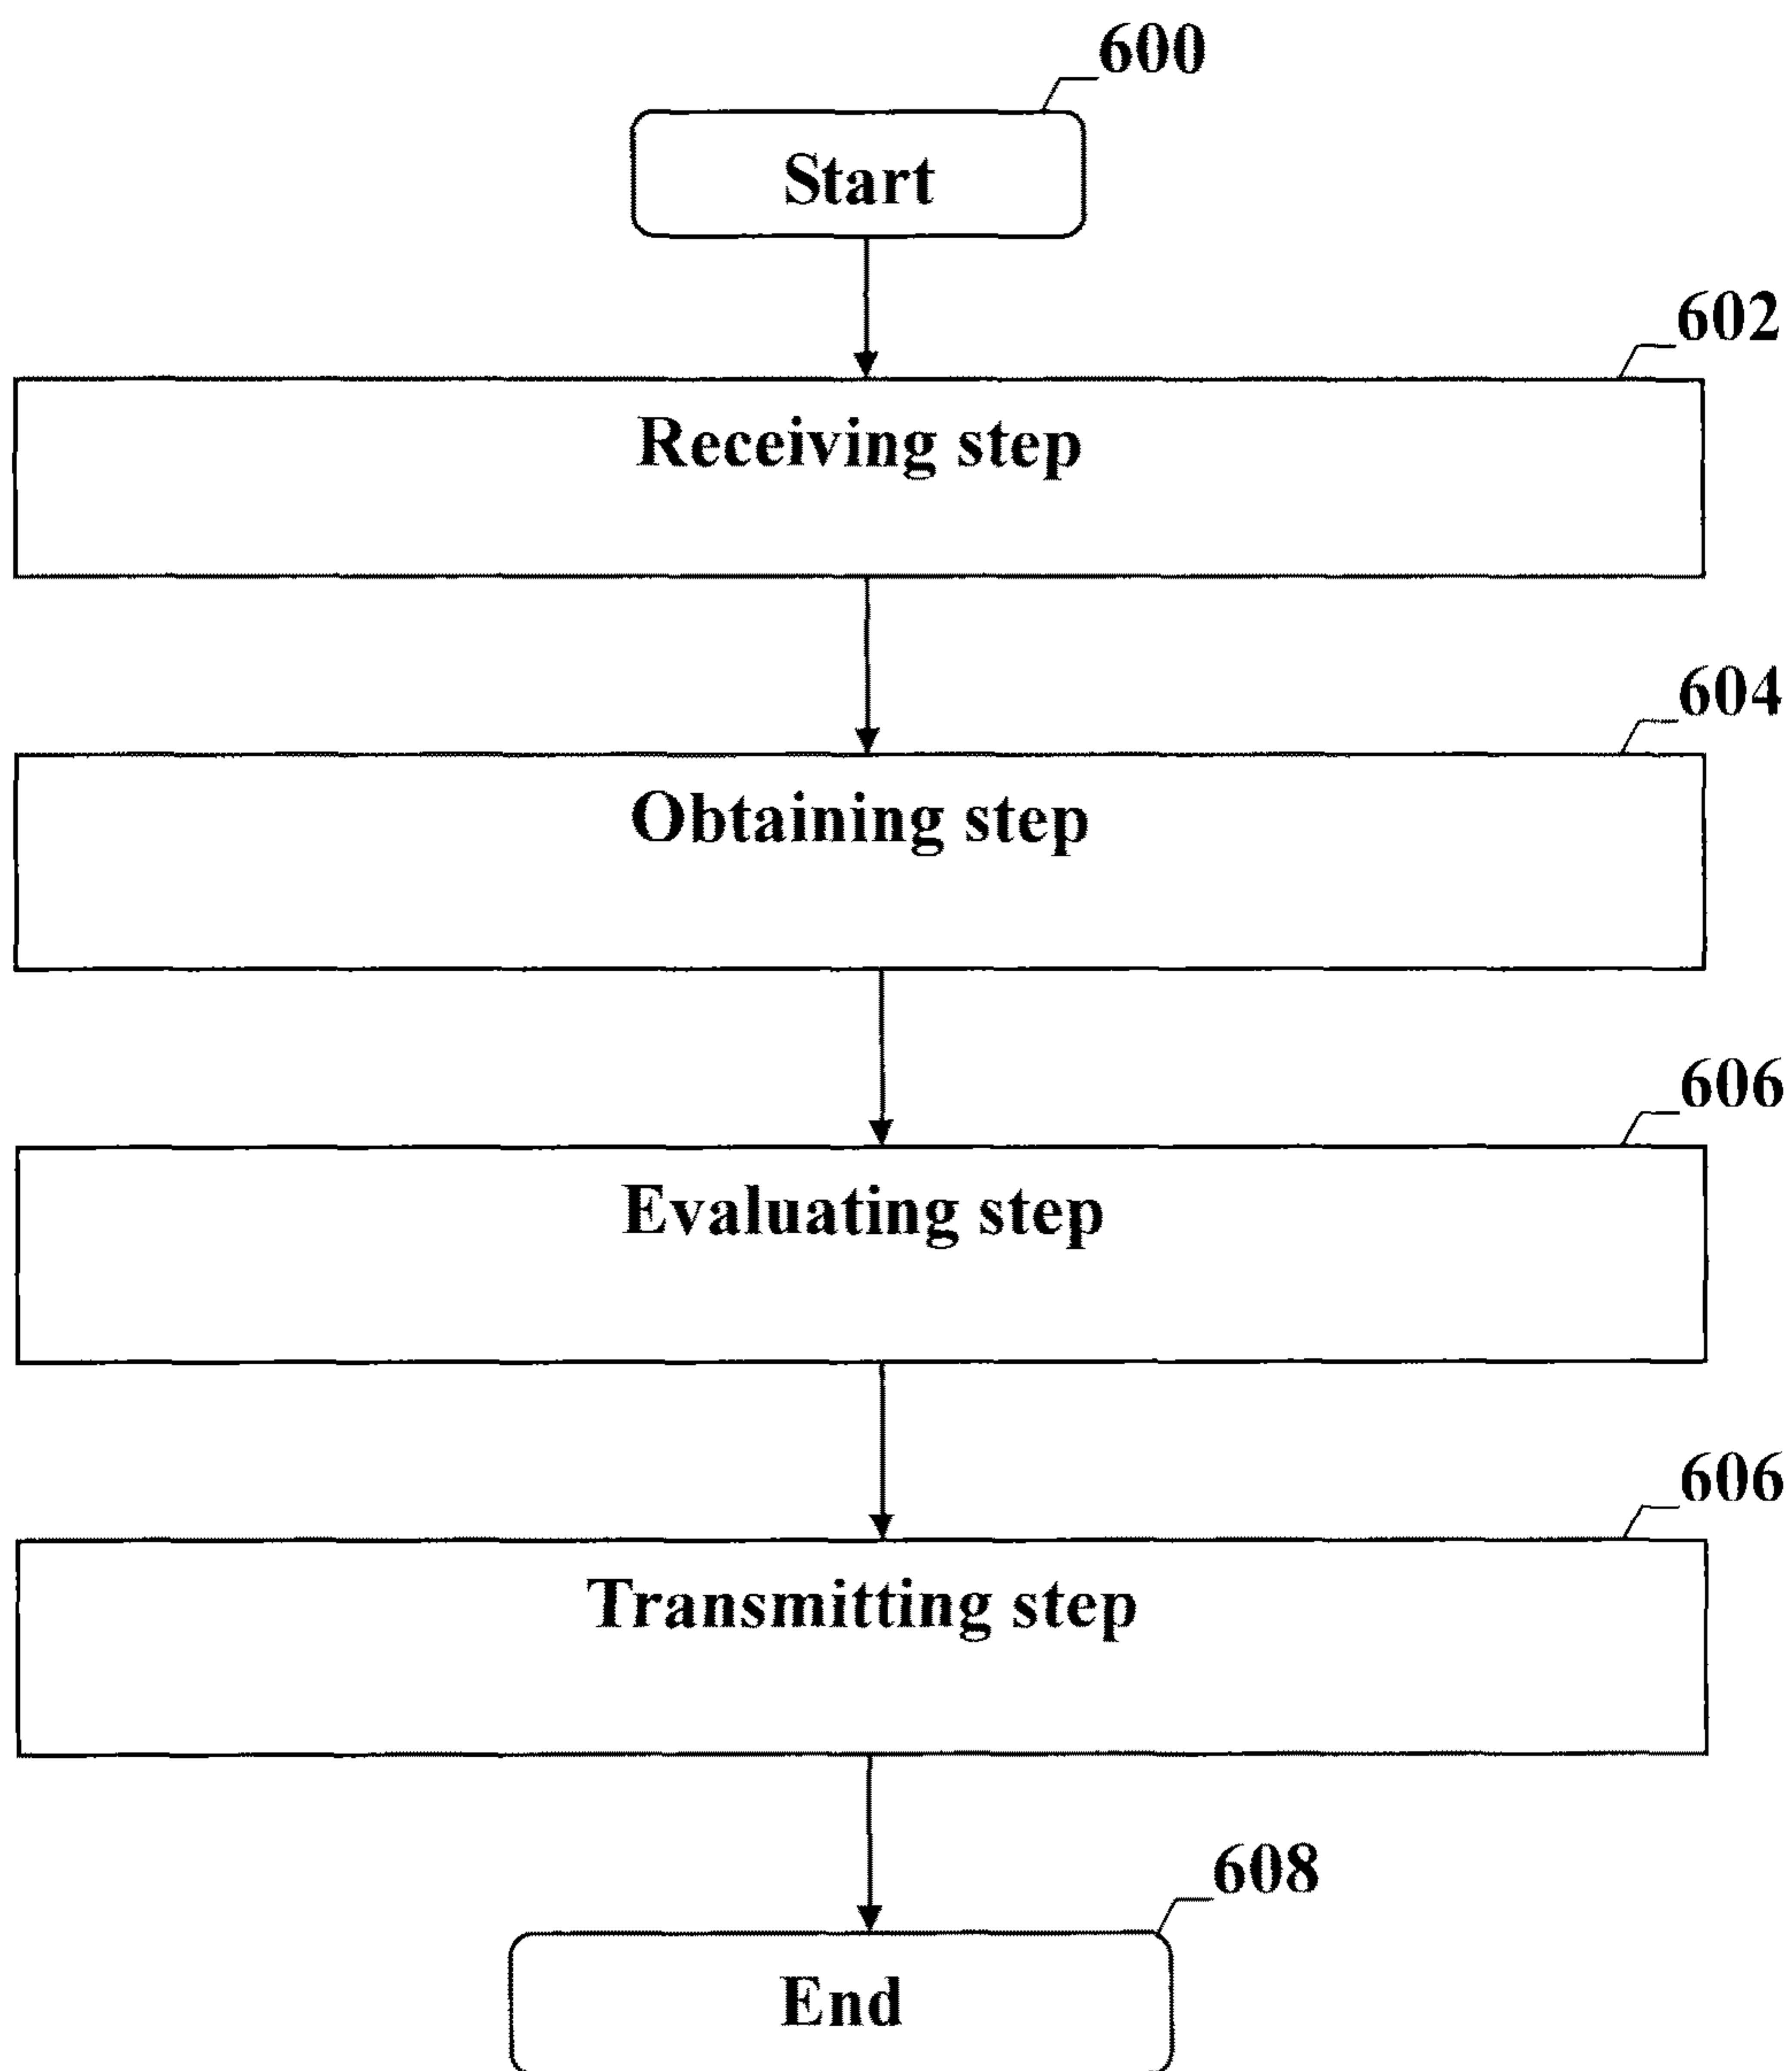 600
Start
602
Receiving step
604
Obtaining step
606
Evaluating step
606
Transmitting step
608
End